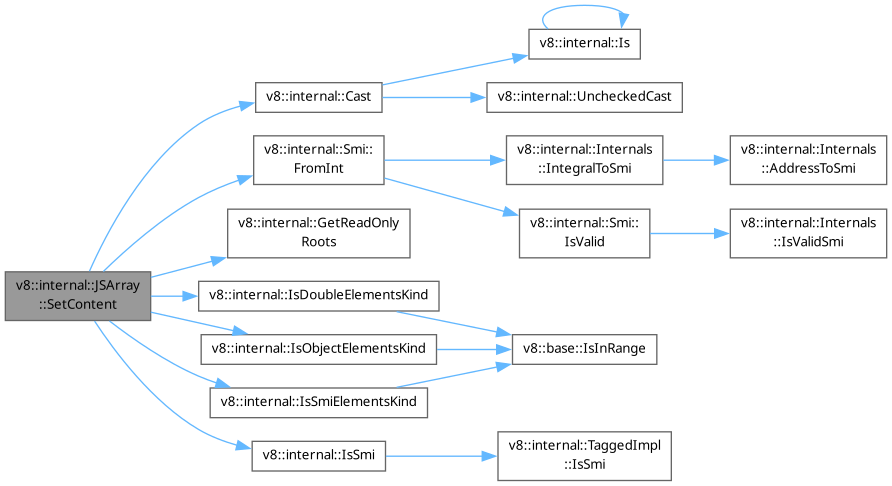 v8::internal::Is
v8::internal::Cast
v8::internal::UncheckedCast
v8::internal::Smi::
FromInt
v8::internal::Internals
::IntegralToSmi
v8::internal::Internals
::AddressToSmi
v8::internal::GetReadOnly
Roots
v8::internal::Smi::
IsValid
v8::internal::Internals
::IsValidSmi
v8::internal::JSArray
::SetContent
v8::internal::IsDoubleElementsKind
v8::internal::IsObjectElementsKind
v8::base::IsInRange
v8::internal::IsSmiElementsKind
v8::internal::IsSmi
v8::internal::TaggedImpl
::IsSmi